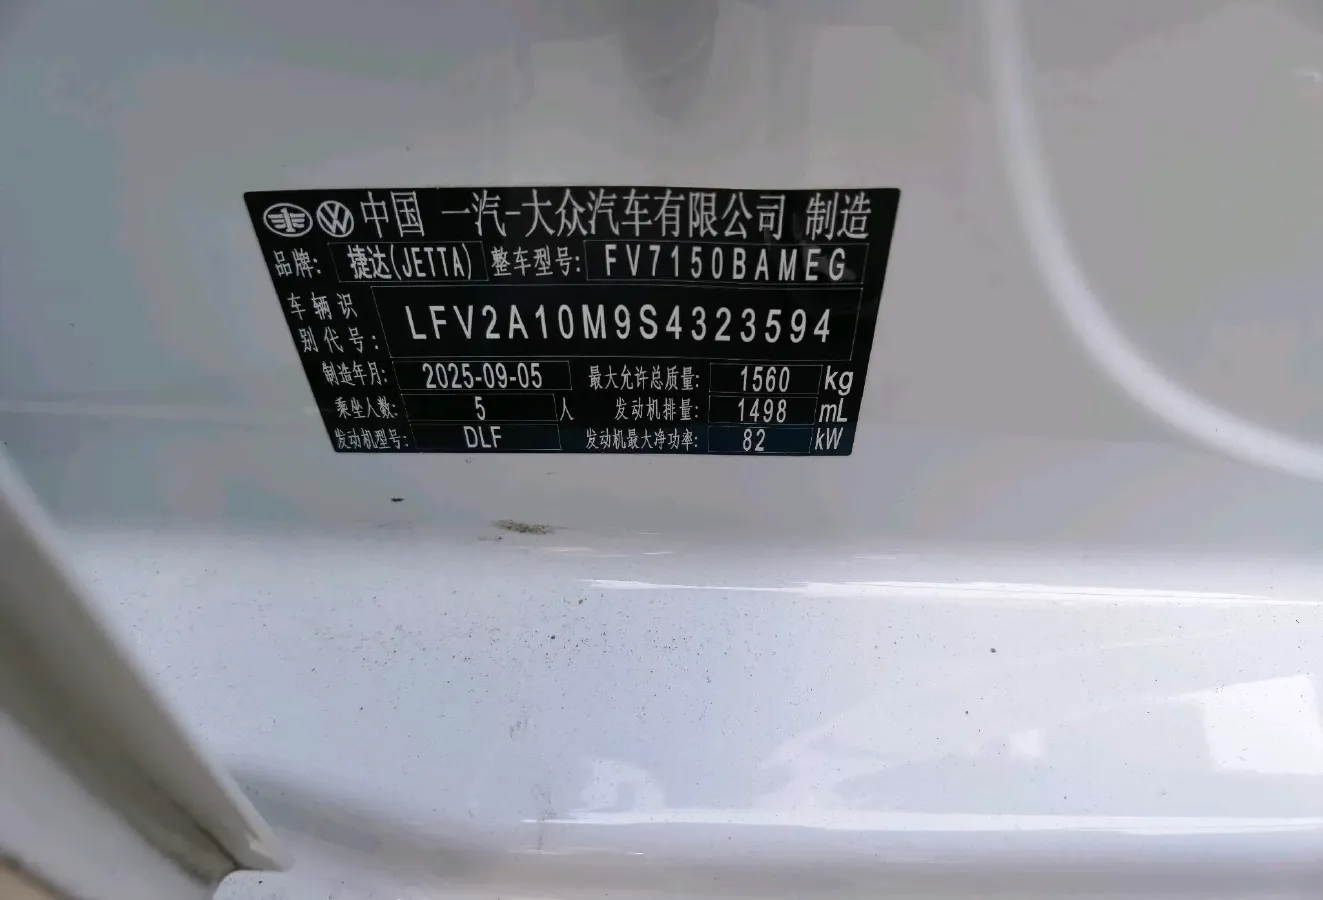 中国 一汽-大众汽车有限公司 制造
品牌: 捷达(JETTA) 整车型号: FV7150BAMEG
车辆识别代号: LFV2A10M9S4323594
制造年月: 2025-09-05 最大允许总质量: 1560 kg
乘坐人数: 5 人 发动机排量: 1498 mL
发动机型号: DLF 发动机最大净功率: 82 kW